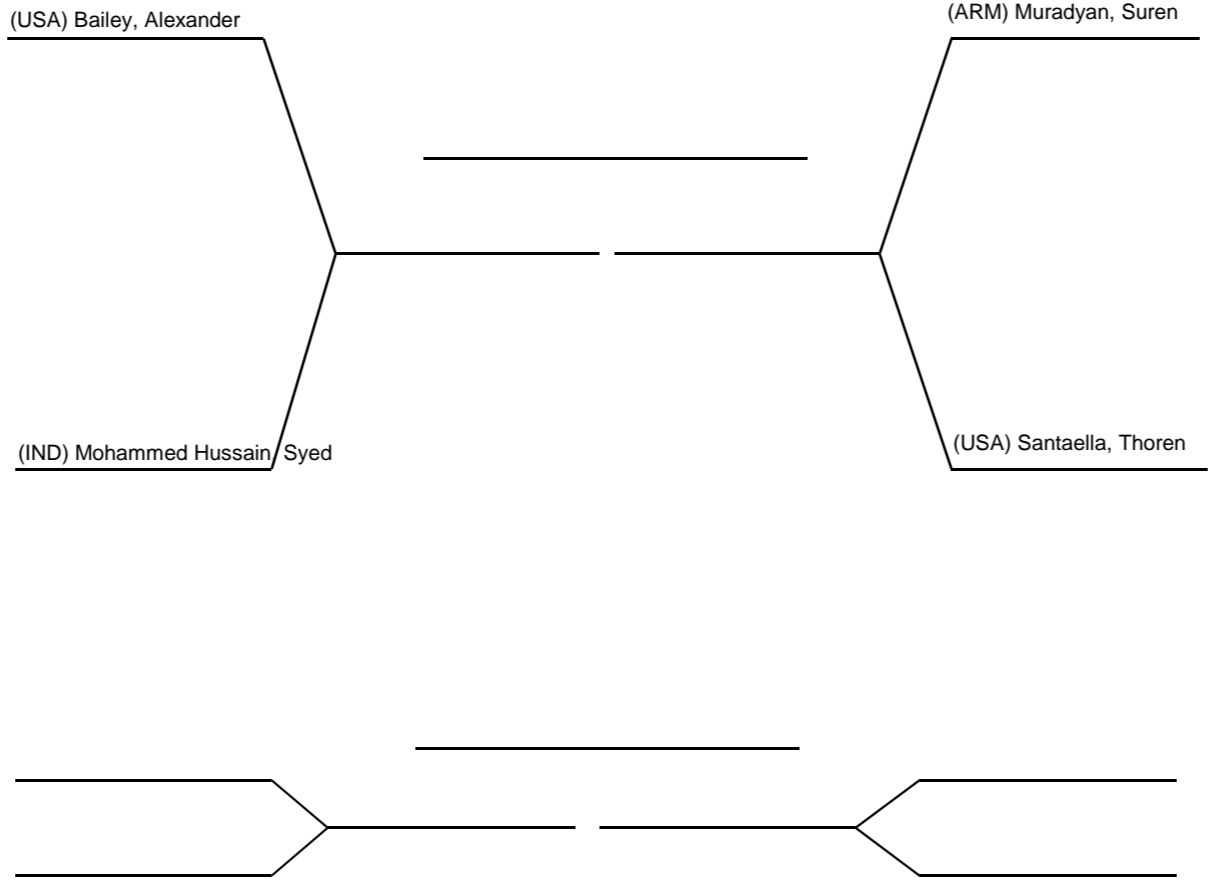 (USA) Bailey, Alexander
(ARM) Muradyan, Suren
(IND) Mohammed Hussain, Syed
(USA) Santaella, Thoren